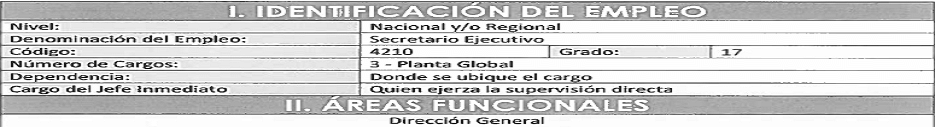 I. IDENTIFICACIÓN DEL EMPLEO
Nivel: Nacional y/o Regional
Denominación del Empleo: Secretario Ejecutivo
Código: 4210 Grado: 17
Número de Cargos: 3 - Planta Global
Dependencia: Donde se ubique el cargo
Cargo del Jefe Inmediato Quien ejerza la supervisión directa
II. ÁREAS FUNCIONALES
Dirección General